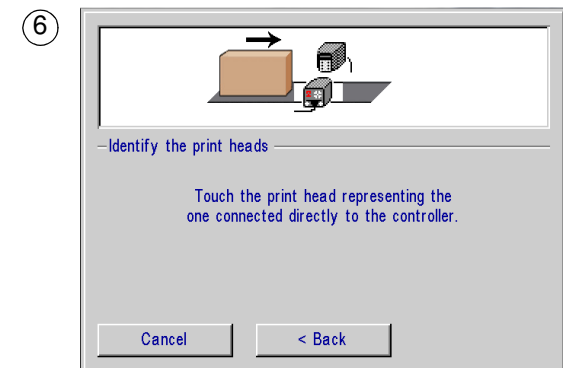 6
Identify the print heads
Touch the print head representing the
one connected directly to the controller.
Cancel
< Back